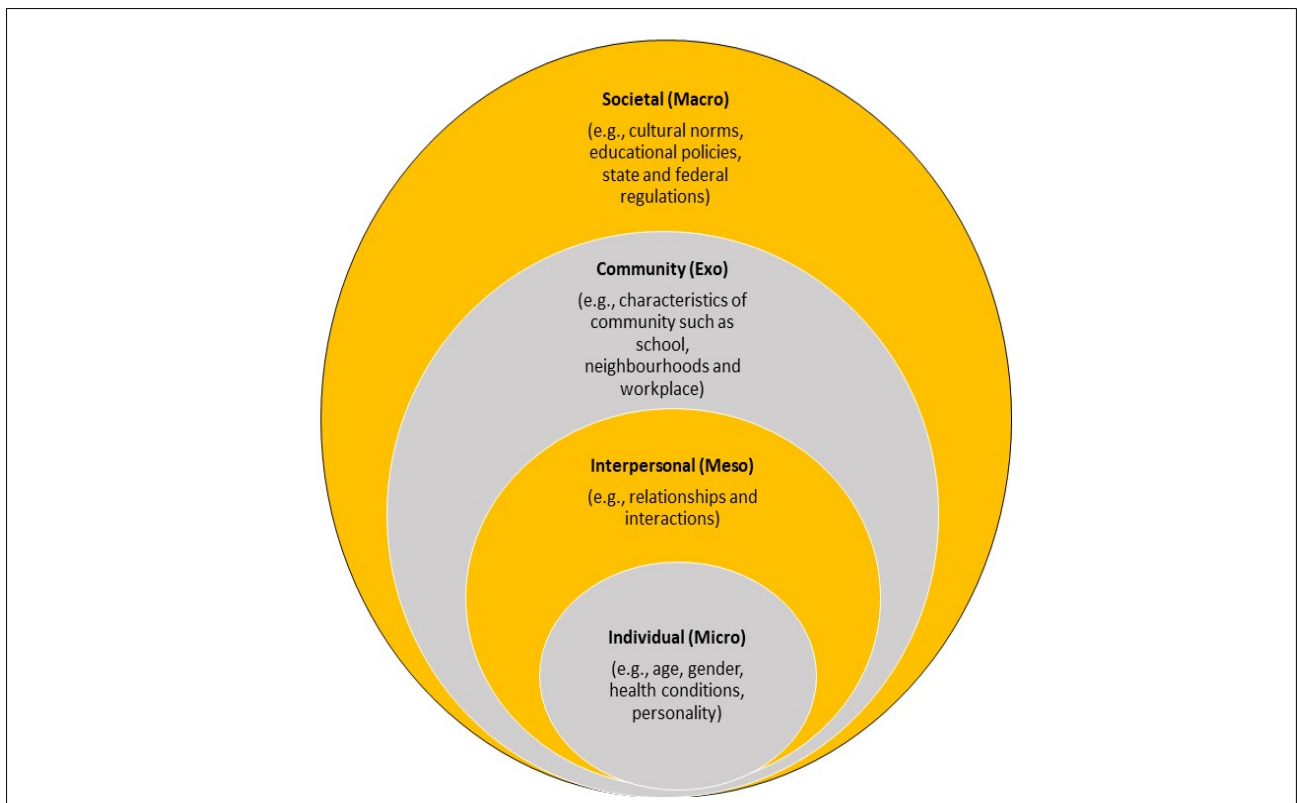 Societal (Macro)
(e.g., cultural norms,
educational policies,
state and federal
regulations)
Community (Exo)
(e.g., characteristics of
community such as
school,
neighbourhoods and
workplace)
Interpersonal (Meso)
(e.g., relationships and
interactions)
Individual (Micro)
(e.g., age, gender,
health conditions,
personality)